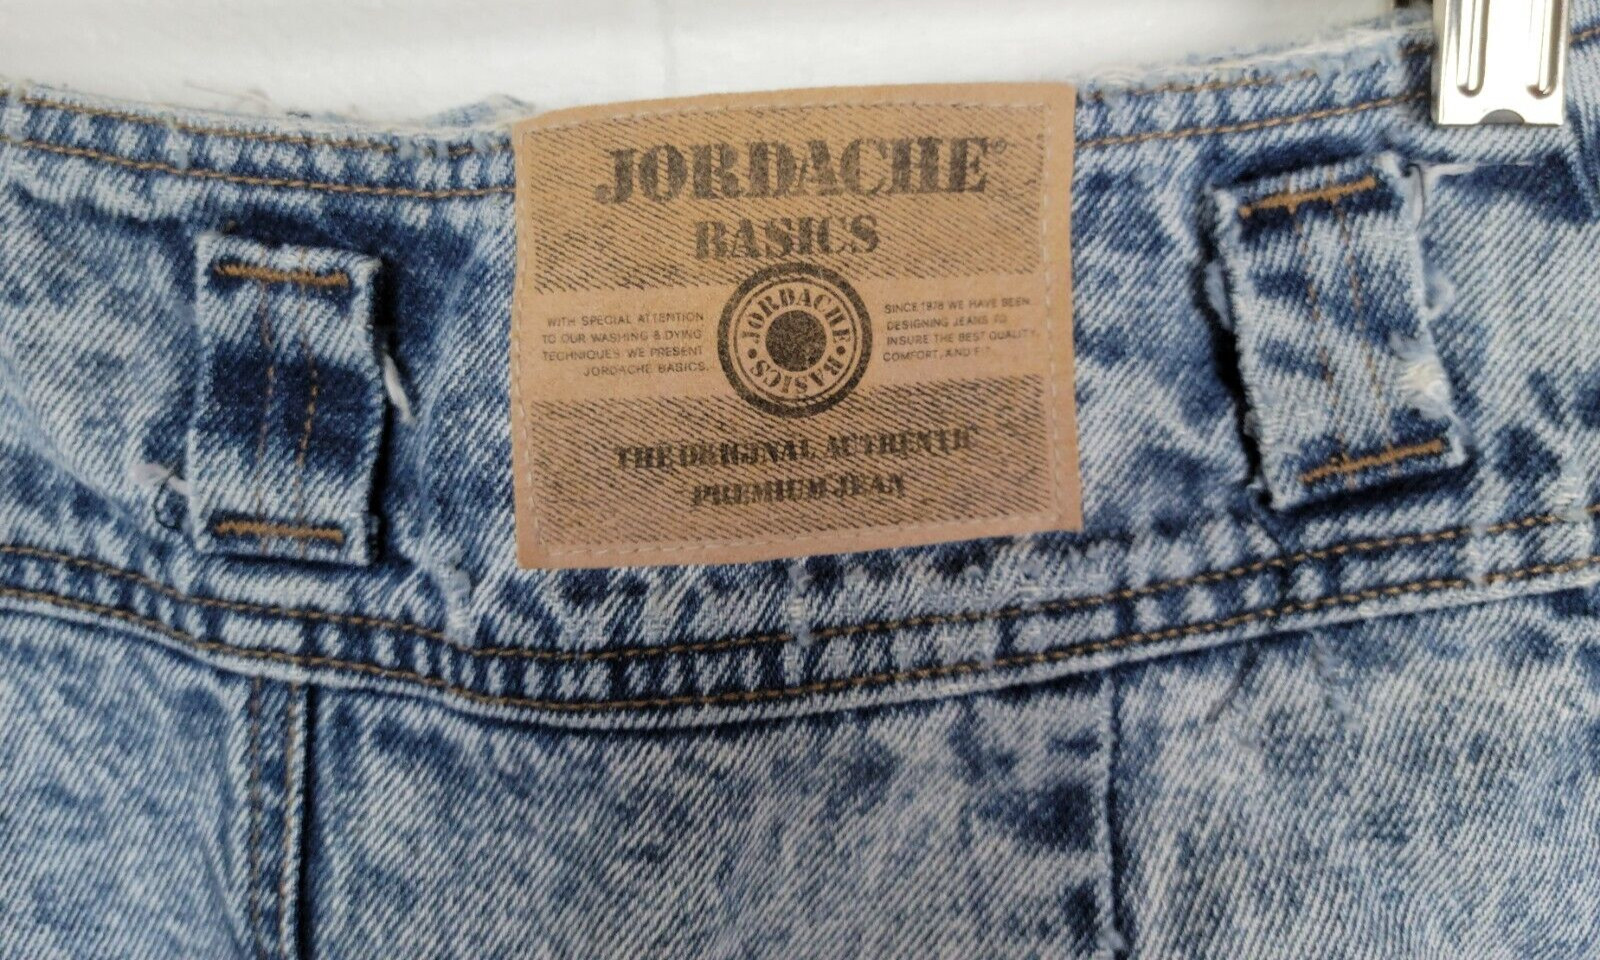 JORDACHE®
BASICS
WITH SPECIAL ATTENTION
TO OUR WASHING & DYING
TECHNIQUES WE PRESENT
JORDACHE BASICS.
JORDACHE
• BASICS •
SINCE 1978 WE HAVE BEEN
DESIGNING JEANS TO
INSURE THE BEST QUALITY,
COMFORT, AND FIT.
THE ORIGINAL AUTHENTIC
PREMIUM JEAN